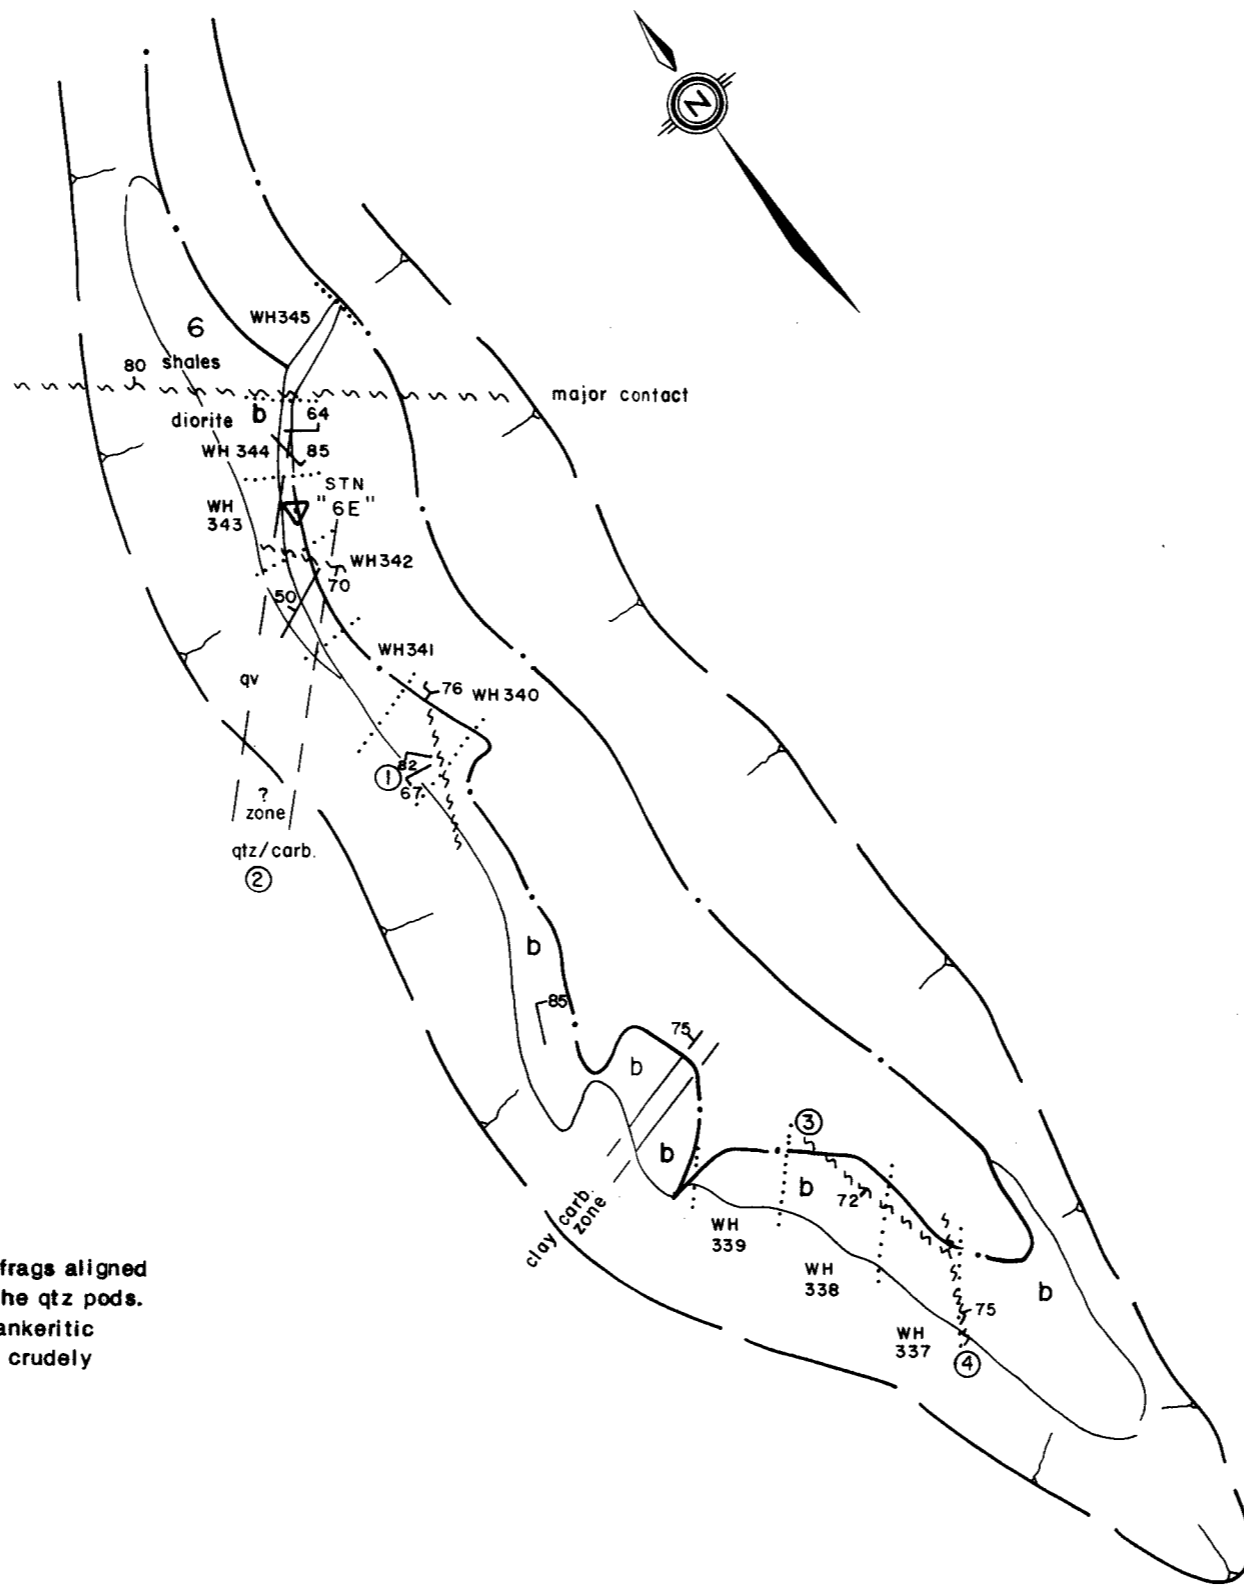 N
WH345
6
80 shales
major contact
diorite b 64
WH 344 85
STN
"6E"
WH
343
WH342
70
50
WH341
qv
76 WH340
82
1
67
?
zone
qtz/carb.
2
b
85
75
b
3
b
clay carb. zone
b
72
WH
339
WH
338
b
75
WH
337
4
frags aligned
he qtz pods.
ankeritic
crudely